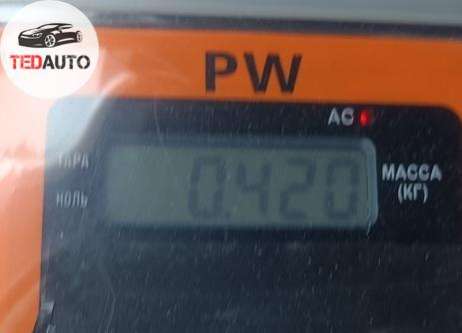 TEDAUTO
PW
AC
ТАРА
0.420
МАССА
(КГ)
НОЛЬ